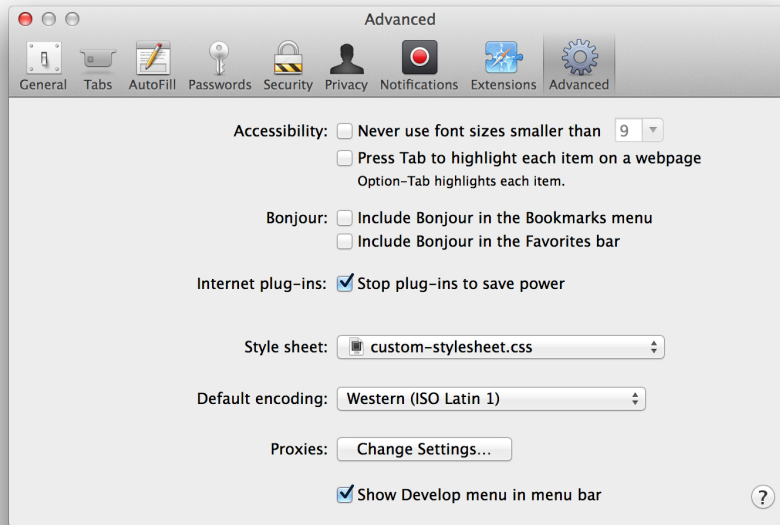 Advanced
General Tabs AutoFill Passwords Security Privacy Notifications Extensions Advanced
Accessibility: Never use font sizes smaller than 9
Press Tab to highlight each item on a webpage
Option-Tab highlights each item.
Bonjour: Include Bonjour in the Bookmarks menu
Include Bonjour in the Favorites bar
Internet plug-ins: Stop plug-ins to save power
Style sheet: custom-stylesheet.css
Default encoding: Western (ISO Latin 1)
Proxies: Change Settings...
Show Develop menu in menu bar
?